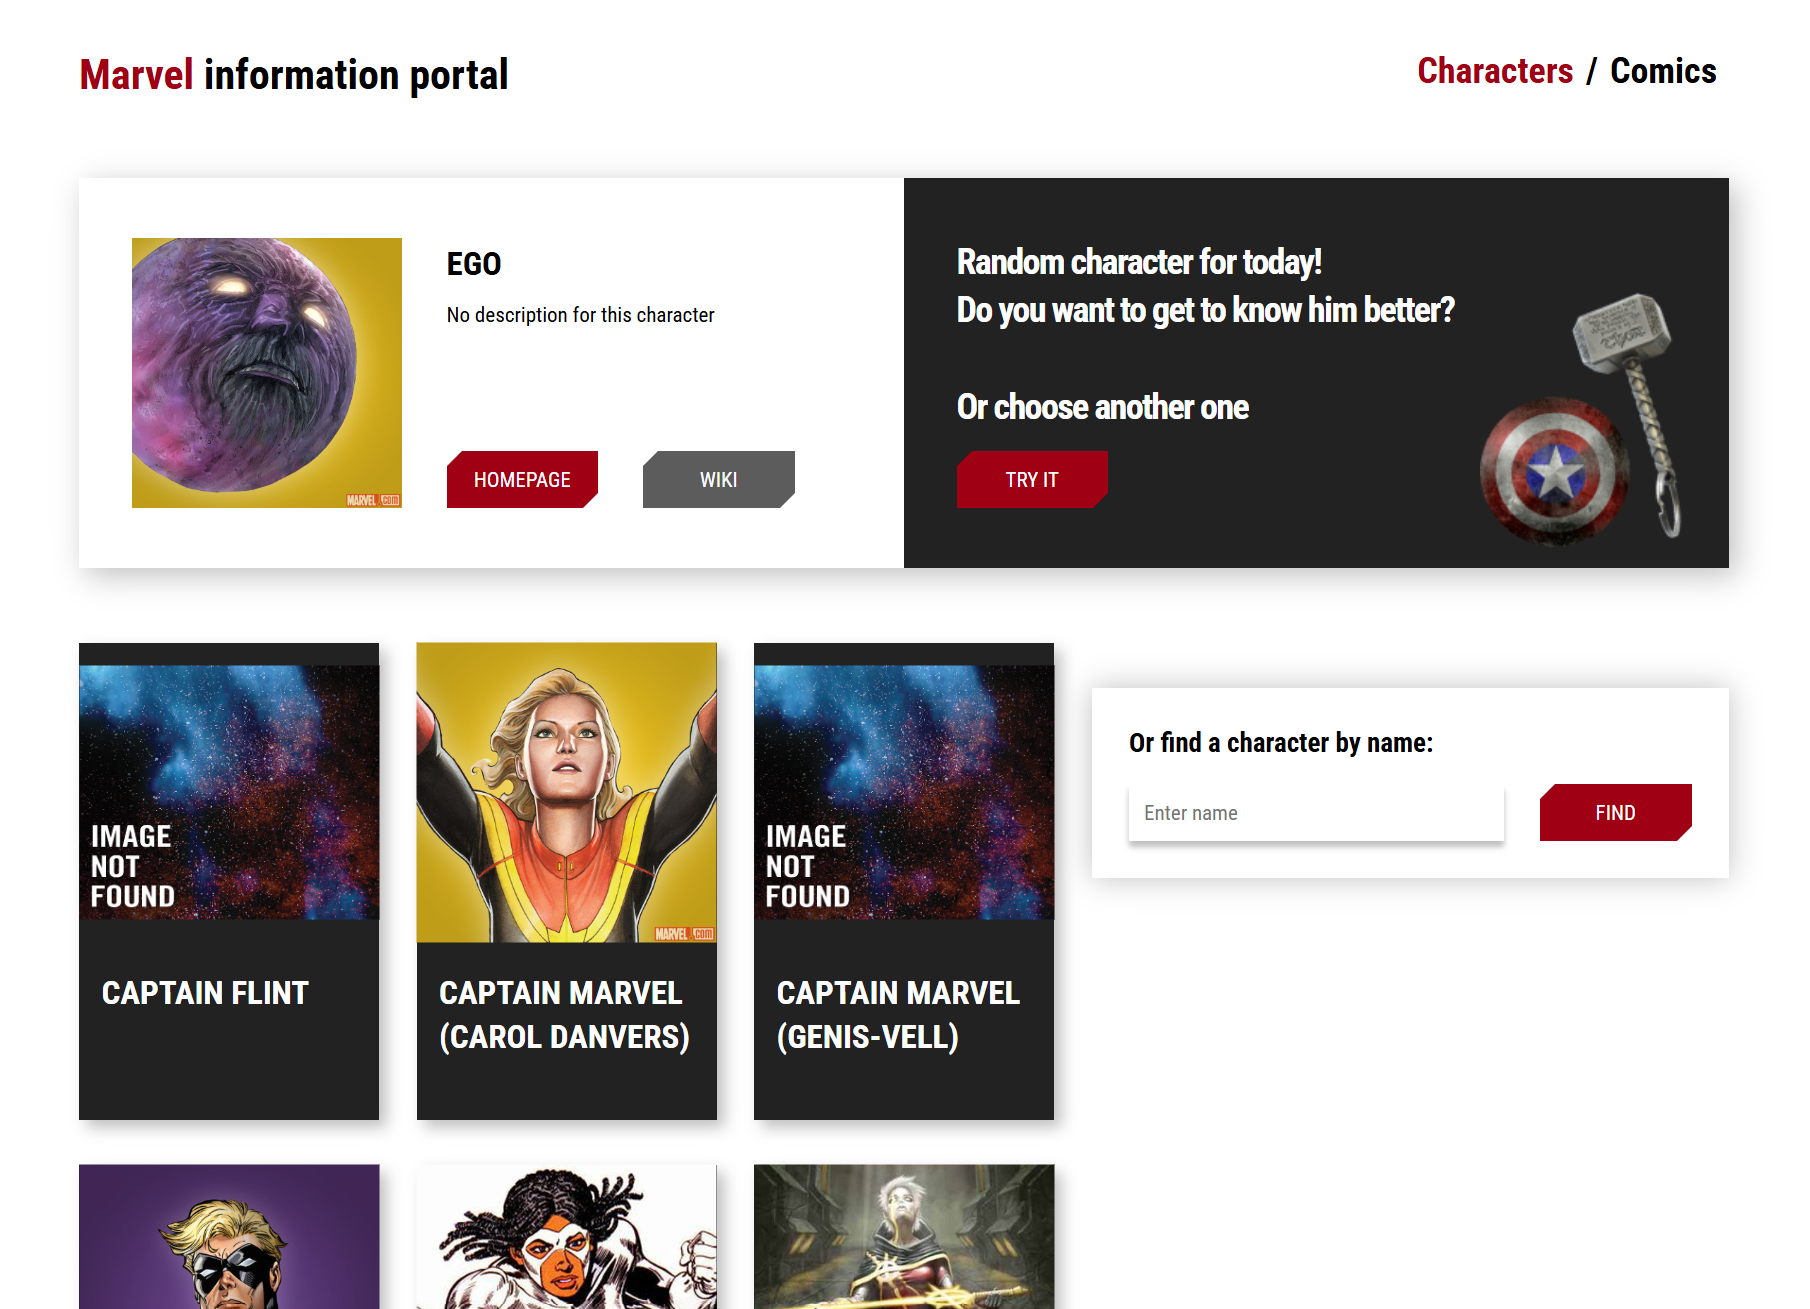 Marvel information portal
Characters / Comics
EGO
No description for this character
HOMEPAGE
WIKI
MARVEL.com
Random character for today!
Do you want to get to know him better?
Or choose another one
TRY IT
IMAGE
NOT
FOUND
CAPTAIN FLINT
MARVEL.com
CAPTAIN MARVEL
(CAROL DANVERS)
IMAGE
NOT
FOUND
CAPTAIN MARVEL
(GENIS-VELL)
Or find a character by name:
Enter name
FIND